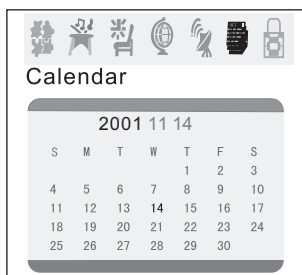 Calendar
2001 11 14
S M T W T F S
1 2 3
4 5 6 7 8 9 10
11 12 13 14 15 16 17
18 19 20 21 22 23 24
25 26 27 28 29 30